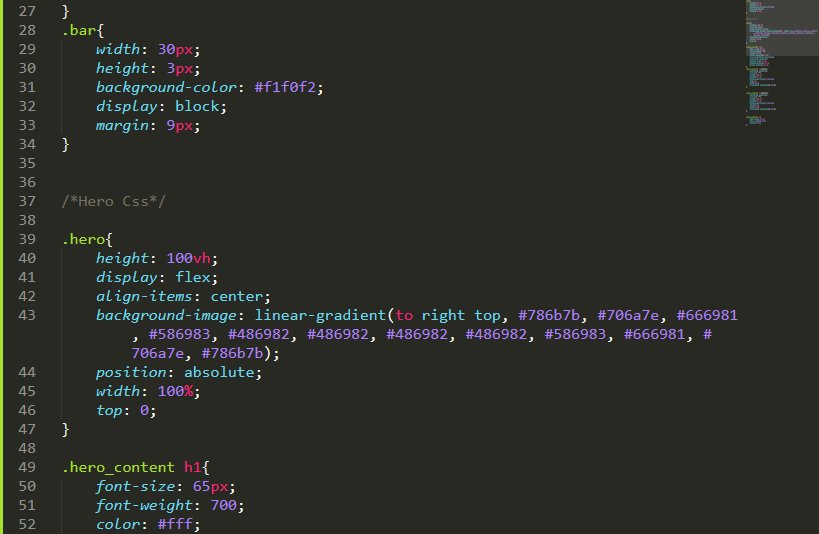 27 }
28 .bar{
29 width: 30px;
30 height: 3px;
31 background-color: #f1f0f2;
32 display: block;
33 margin: 9px;
34 }
35
36
37 /*Hero Css*/
38
39 .hero{
40 height: 100vh;
41 display: flex;
42 align-items: center;
43 background-image: linear-gradient(to right top, #786b7b, #706a7e, #666981
, #586983, #486982, #486982, #486982, #486982, #586983, #666981, #
706a7e, #786b7b);
44 position: absolute;
45 width: 100%;
46 top: 0;
47 }
48
49 .hero_content h1{
50 font-size: 65px;
51 font-weight: 700;
52 color: #fff;